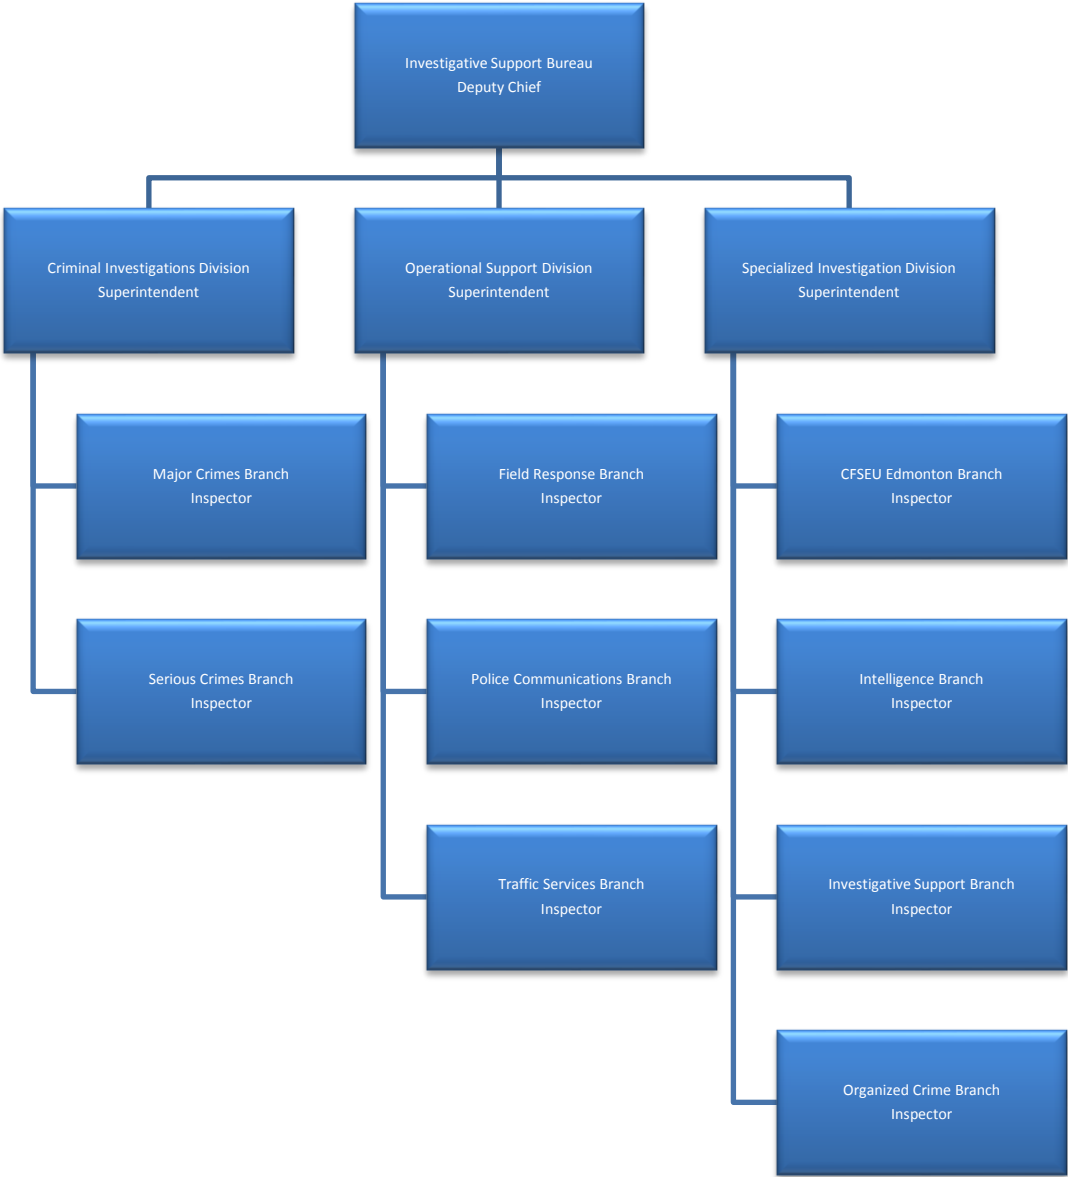 Investigative Support Bureau
Deputy Chief
Criminal Investigations Division
Superintendent
Operational Support Division
Superintendent
Specialized Investigation Division
Superintendent
Major Crimes Branch
Inspector
Field Response Branch
Inspector
CFSEU Edmonton Branch
Inspector
Serious Crimes Branch
Inspector
Police Communications Branch
Inspector
Intelligence Branch
Inspector
Traffic Services Branch
Inspector
Investigative Support Branch
Inspector
Organized Crime Branch
Inspector